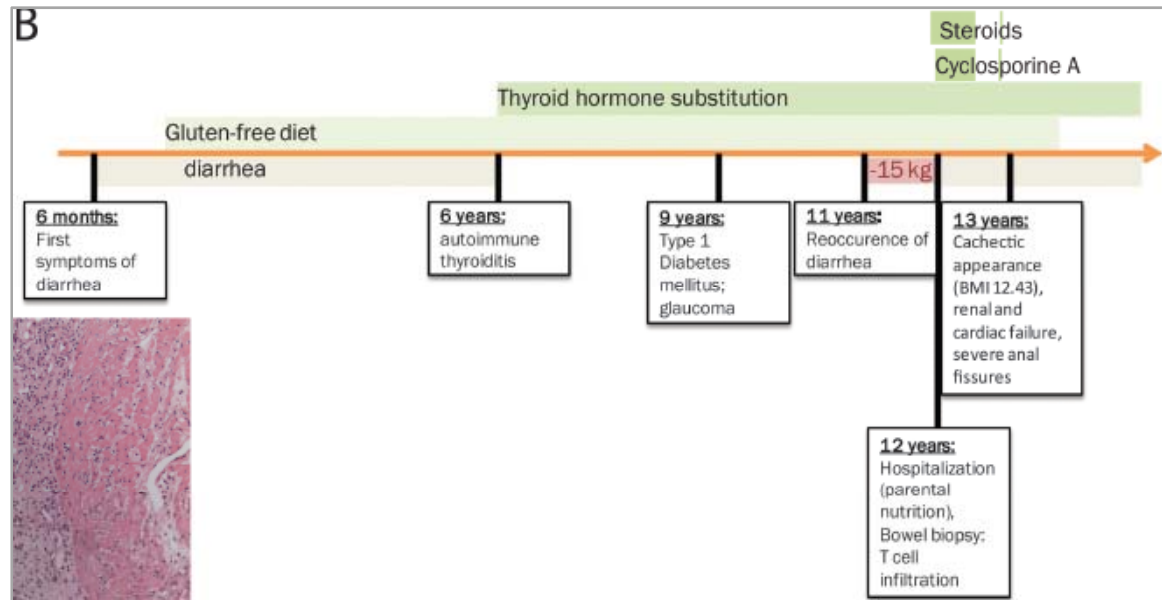 B
Steroids
Cyclosporine A
Thyroid hormone substitution
Gluten-free diet
diarrhea
-15 kg
6 months:
First
symptoms of
diarrhea
6 years:
autoimmune
thyroiditis
9 years:
Type 1
Diabetes
mellitus;
glaucoma
11 years:
Reoccurence of
diarrhea
13 years:
Cachectic
appearance
(BMI 12.43),
renal and
cardiac failure,
severe anal
fissures
12 years:
Hospitalization
(parental
nutrition),
Bowel biopsy:
T cell
infiltration